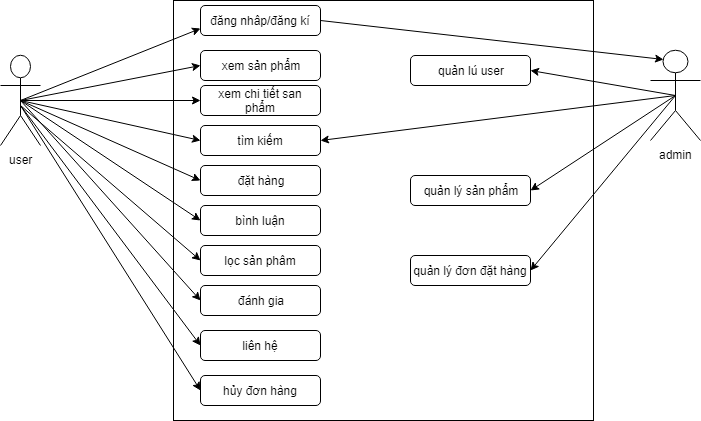 đăng nhâp/đăng kí
xem sản phẩm
quản lú user
xem chi tiết san
phẩm
user
tìm kiếm
admin
đặt hàng
quản lý sản phẩm
bình luận
lọc sản phâm
quản lý đơn đặt hàng
đánh gia
liên hệ
hủy đơn hàng